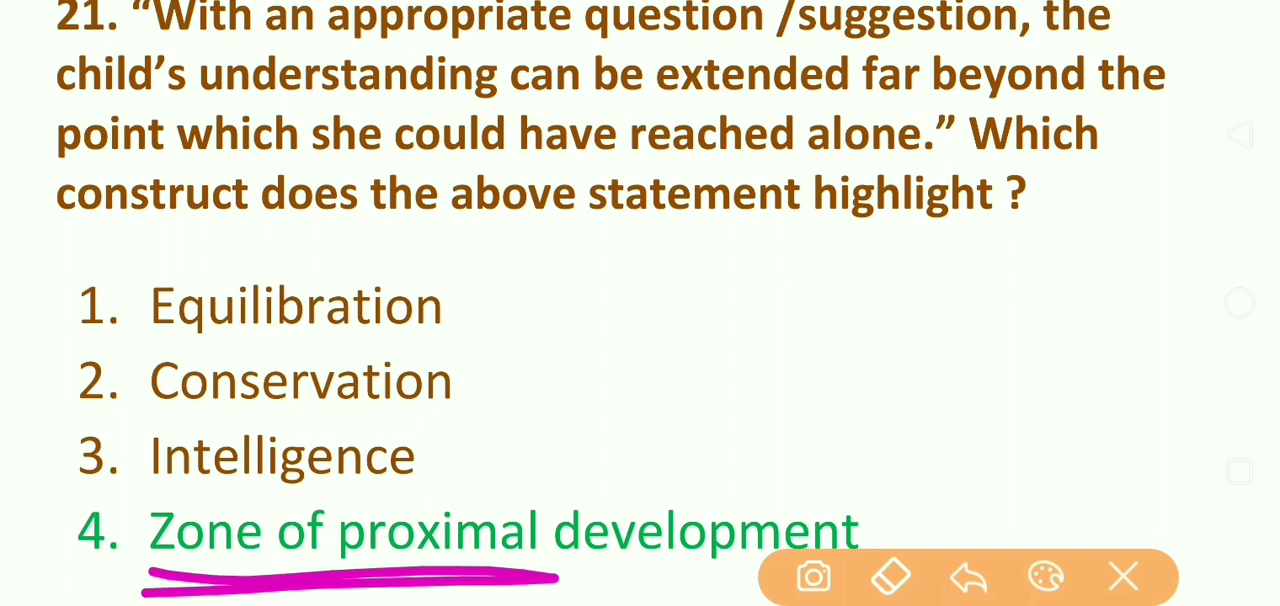 21. “With an appropriate question /suggestion, the
child’s understanding can be extended far beyond the
point which she could have reached alone.” Which
construct does the above statement highlight ?
1. Equilibration
2. Conservation
3. Intelligence
4. Zone of proximal development